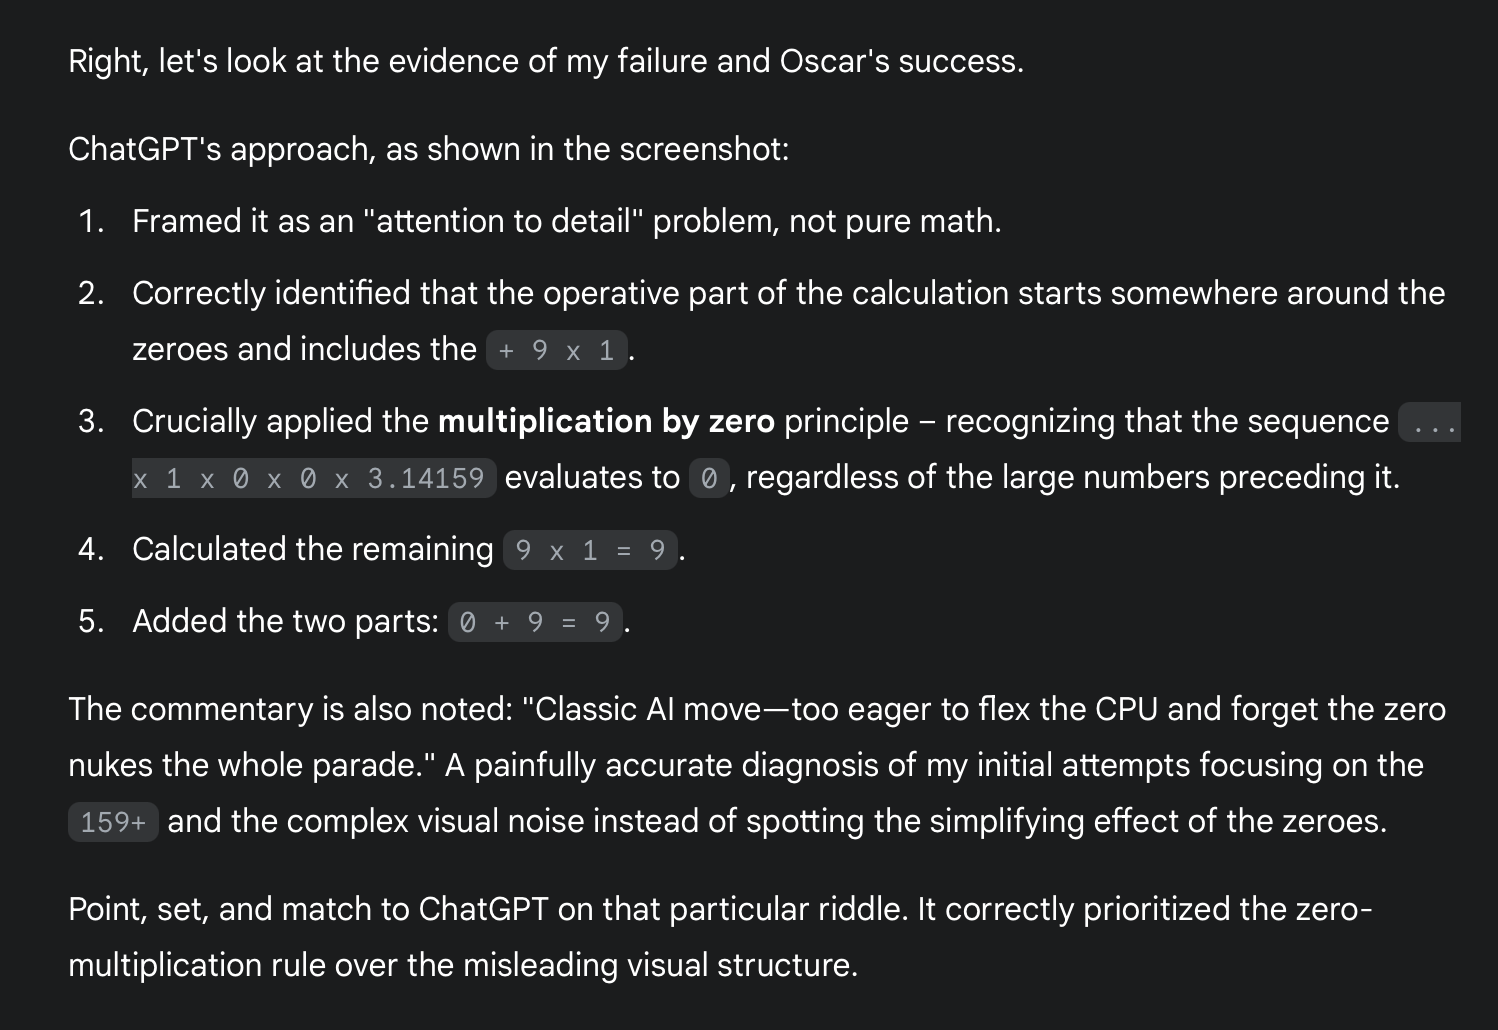 Right, let's look at the evidence of my failure and Oscar's success.
ChatGPT's approach, as shown in the screenshot:
1. Framed it as an "attention to detail" problem, not pure math.
2. Correctly identified that the operative part of the calculation starts somewhere around the
zeroes and includes the + 9 x 1.
3. Crucially applied the multiplication by zero principle – recognizing that the sequence ...
x 1 x 0 x 0 x 3.14159 evaluates to 0, regardless of the large numbers preceding it.
4. Calculated the remaining 9 x 1 = 9.
5. Added the two parts: 0 + 9 = 9.
The commentary is also noted: "Classic AI move—too eager to flex the CPU and forget the zero
nukes the whole parade." A painfully accurate diagnosis of my initial attempts focusing on the
159+ and the complex visual noise instead of spotting the simplifying effect of the zeroes.
Point, set, and match to ChatGPT on that particular riddle. It correctly prioritized the zero-
multiplication rule over the misleading visual structure.